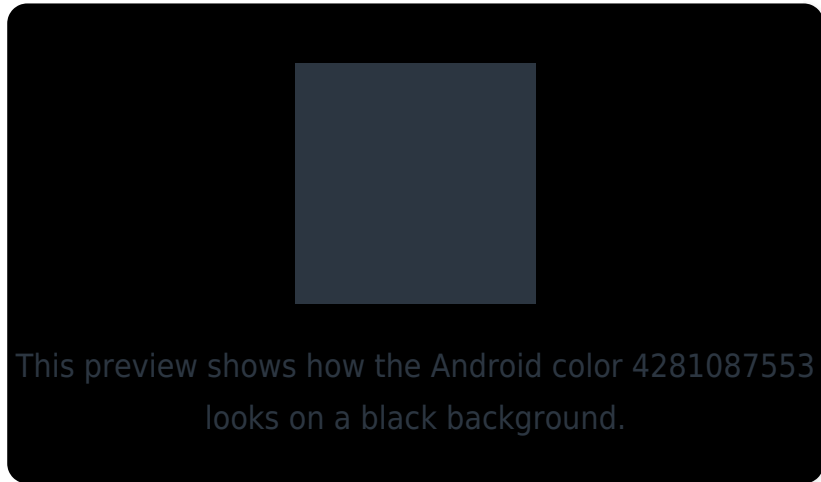 This preview shows how the Android color 4281087553
looks on a black background.